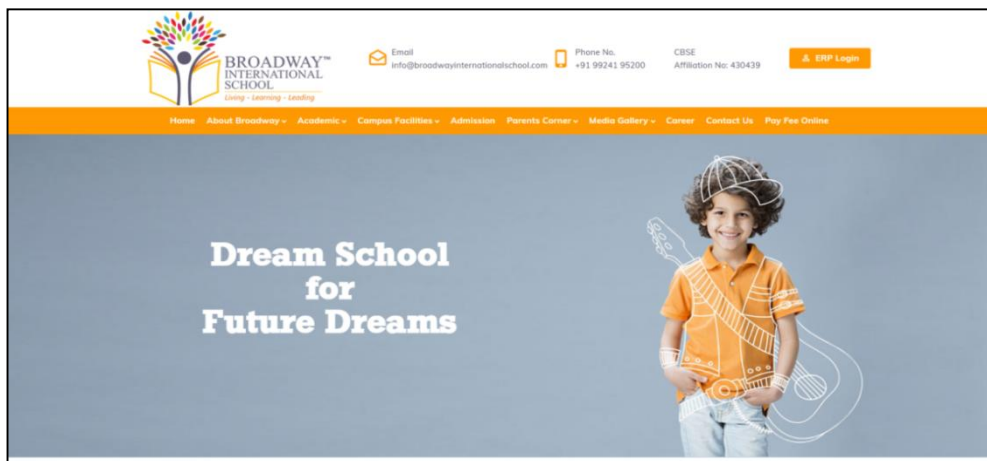 BROADWAY™
INTERNATIONAL
SCHOOL
Living - Learning - Leading
Email
info@broadwayinternationalschool.com
Phone No.
+91 99241 95200
CBSE
Affiliation No: 430439
ERP Login
Home About Broadway Academic Campus Facilities Admission Parents Corner Media Gallery Career Contact Us Pay Fee Online
Dream School
for
Future Dreams